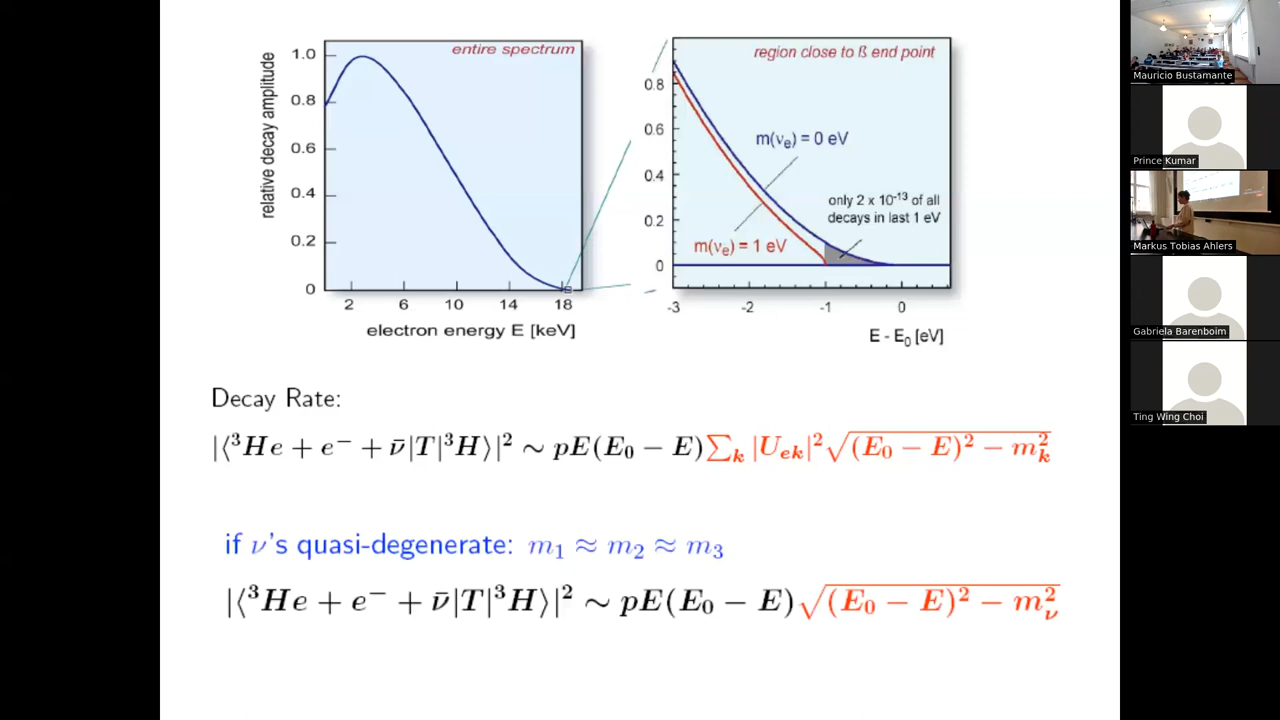 entire spectrum
relative decay amplitude
1.0
0.8
0.6
0.4
0.2
0
2 6 10 14 18
electron energy E [keV]
region close to ß end point
0.8
0.6
0.4
0.2
0
m(νe) = 0 eV
only 2 x 10⁻¹³ of all
decays in last 1 eV
m(νe) = 1 eV
-3 -2 -1 0
E - E₀ [eV]
Decay Rate:
|⟨³He + e⁻ + ν̄|T|³H⟩|² ∼ pE(E₀ − E)∑ₖ |Uₑₖ|²√(E₀ − E)² − mₖ²
if ν's quasi-degenerate: m₁ ≈ m₂ ≈ m₃
|⟨³He + e⁻ + ν̄|T|³H⟩|² ∼ pE(E₀ − E)√(E₀ − E)² − m²ᵥ
Mauricio Bustamante
Prince Kumar
Markus Tobias Ahlers
Gabriela Barenboim
Ting Wing Choi